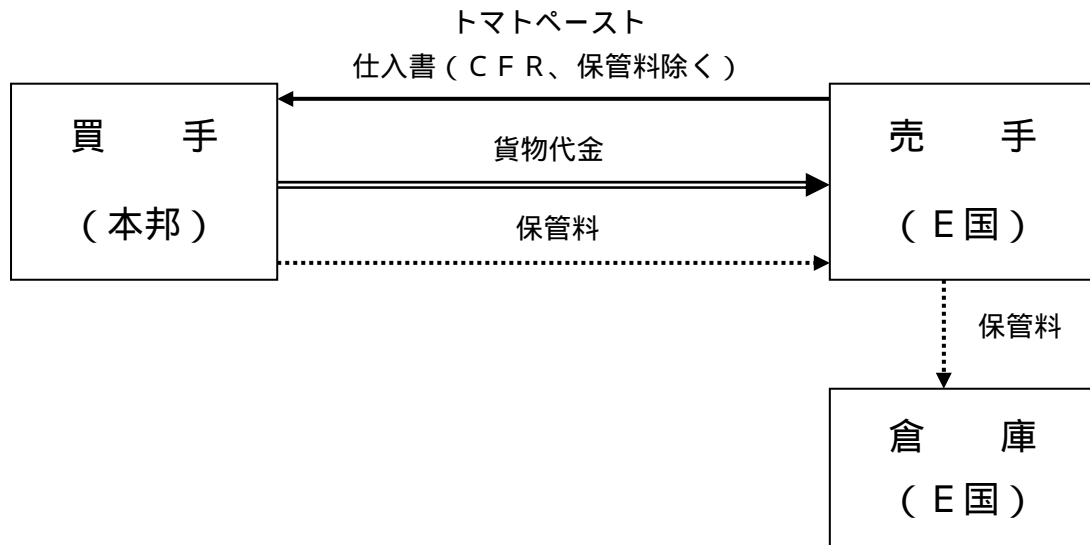 トマトペースト
仕入書（ＣＦＲ、保管料除く）
買　　手
（本邦）
貨物代金
保管料
売　　手
（Ｅ国）
保管料
倉　　庫
（Ｅ国）